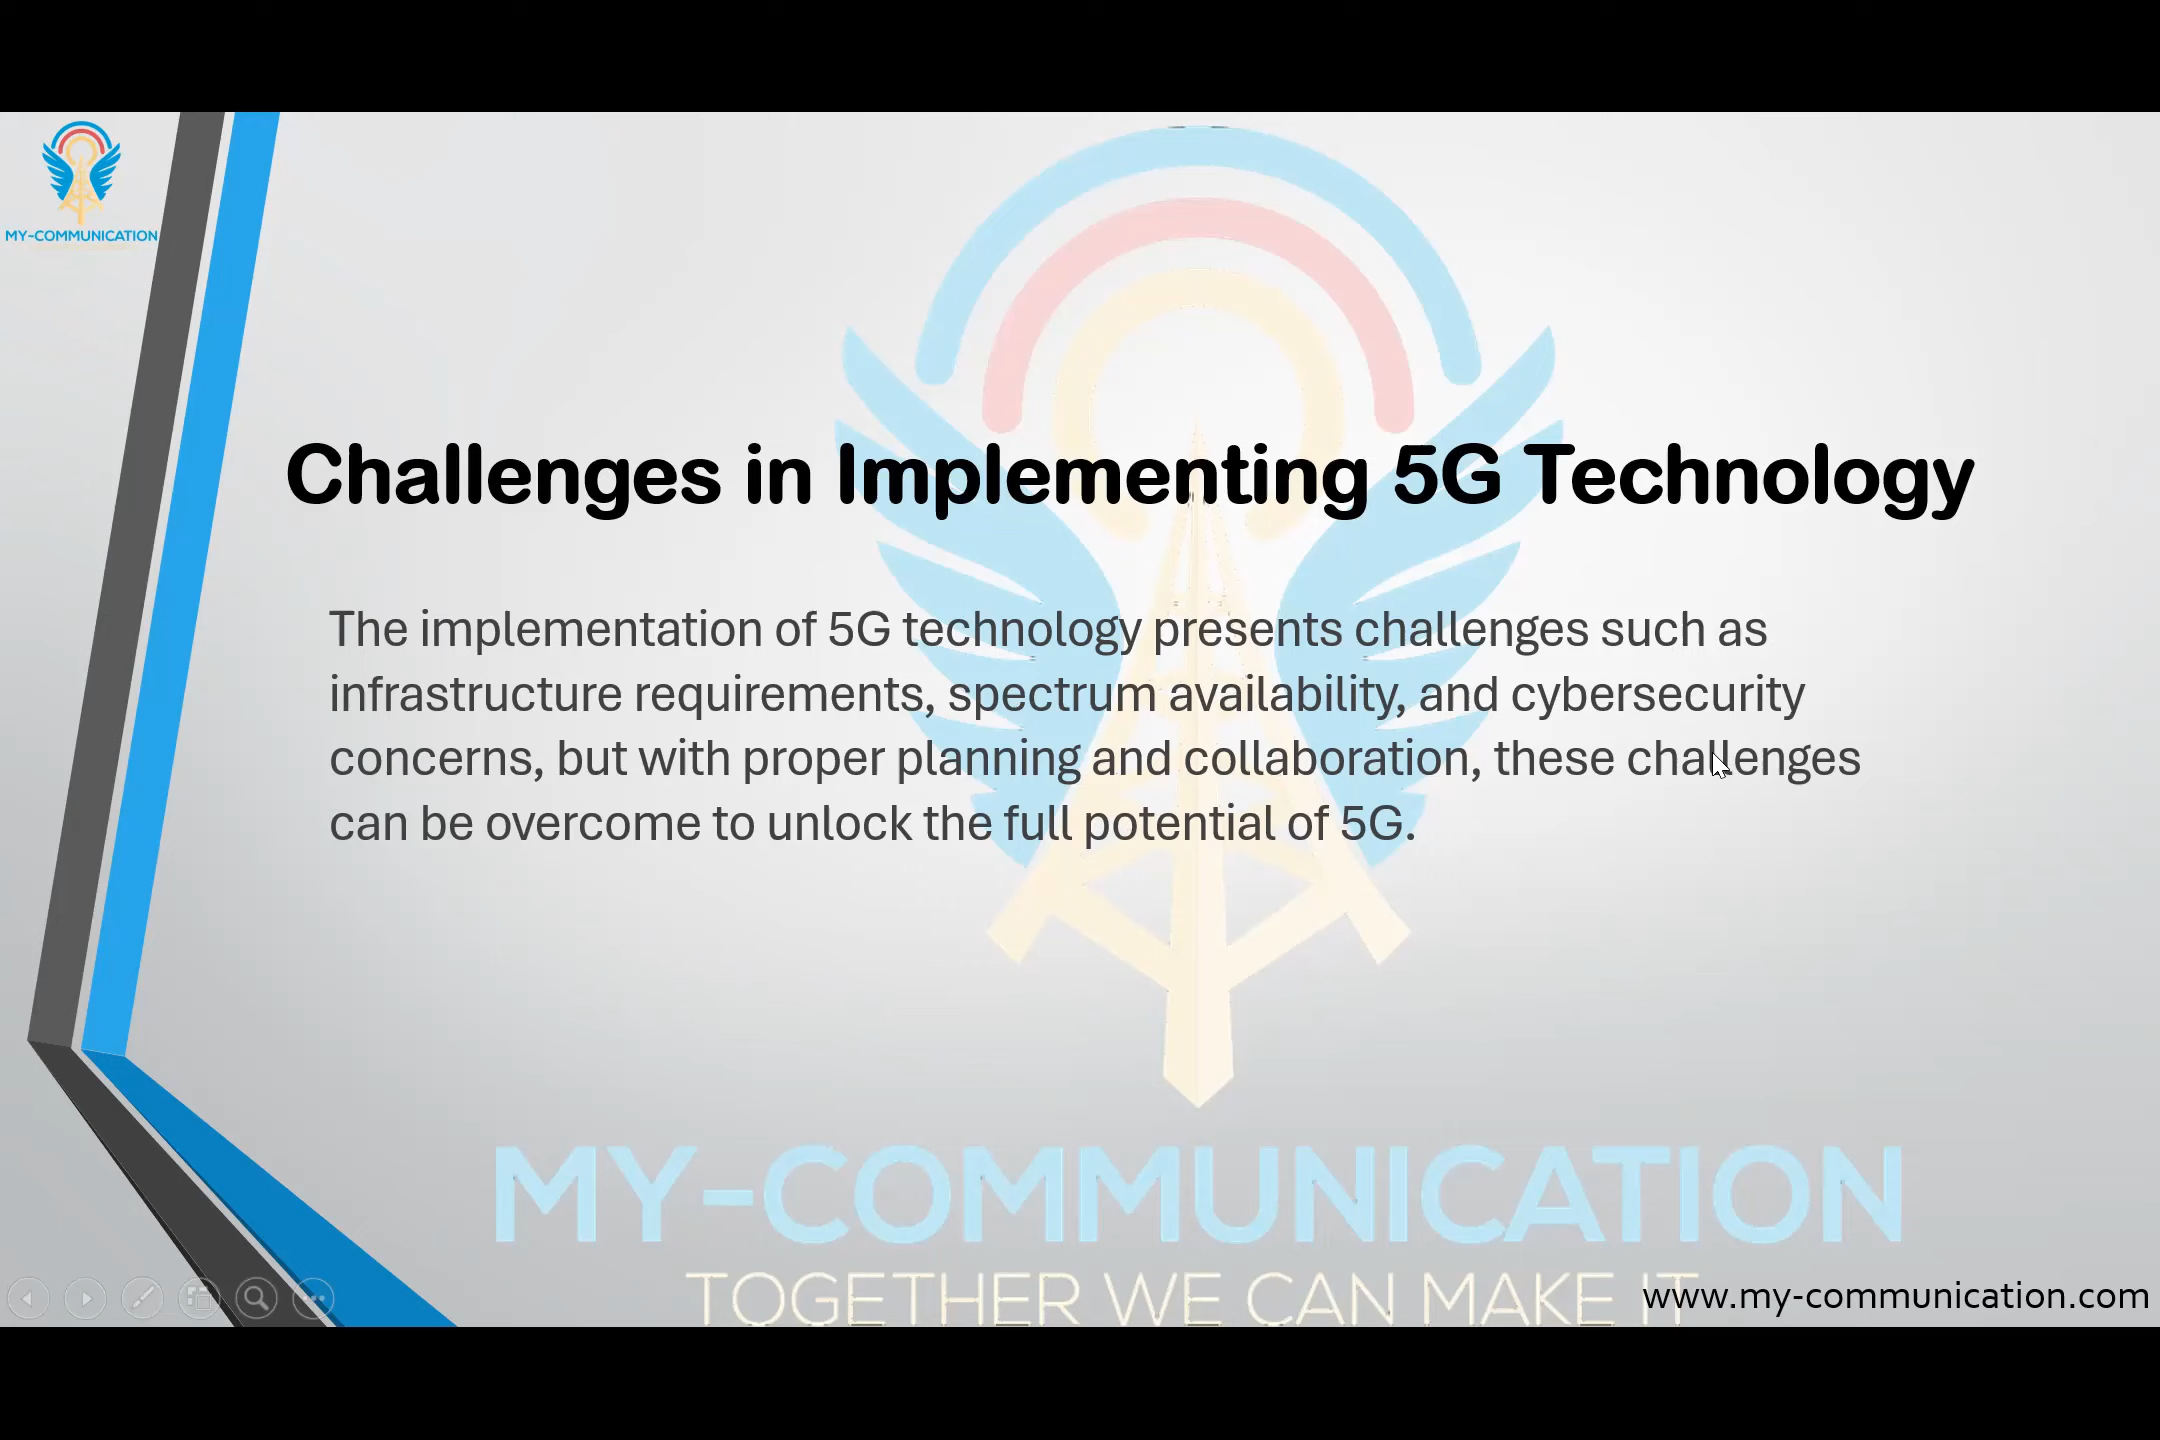 MY-COMMUNICATION
Challenges in Implementing 5G Technology
The implementation of 5G technology presents challenges such as
infrastructure requirements, spectrum availability, and cybersecurity
concerns, but with proper planning and collaboration, these challenges
can be overcome to unlock the full potential of 5G.
MY-COMMUNICATION
TOGETHER WE CAN MAKE IT
www.my-communication.com